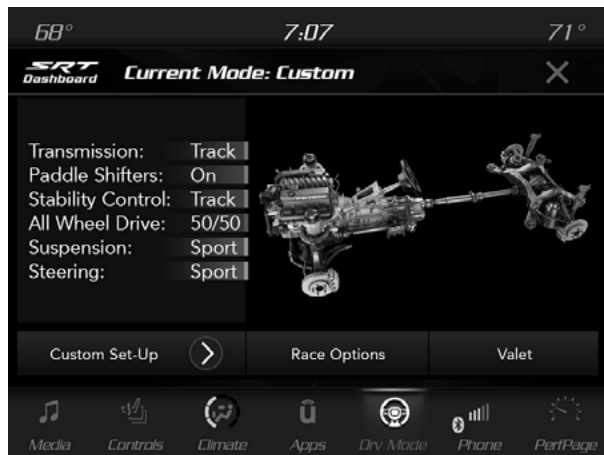 68° 7:07 71°
SRT Dashboard Current Mode: Custom
Transmission: Track
Paddle Shifters: On
Stability Control: Track
All Wheel Drive: 50/50
Suspension: Sport
Steering: Sport
Custom Set-Up Race Options Valet
Media Controls Climate Apps Drv Mode Phone PerfPage